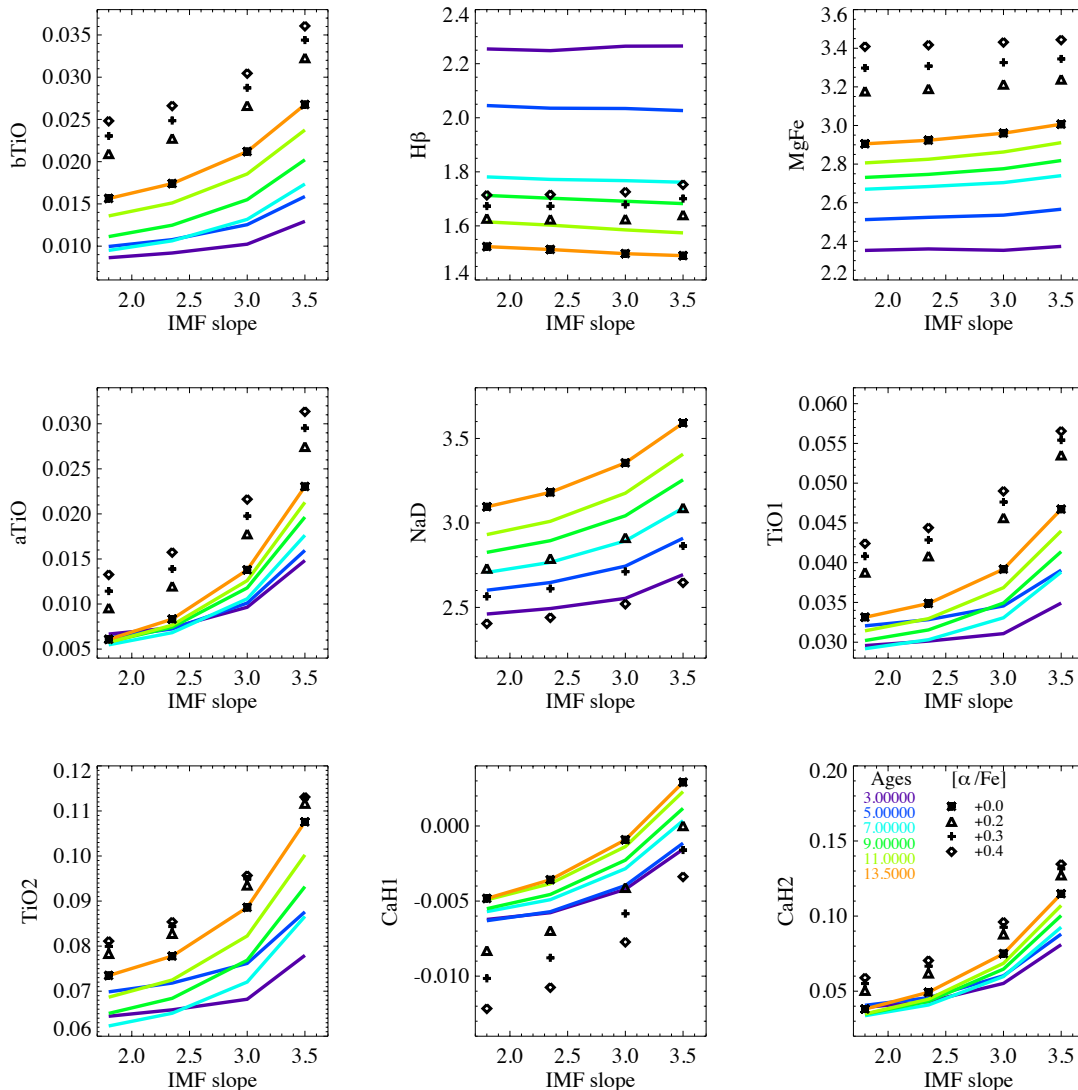 0.035
0.030
0.025
0.020
0.015
0.010
bTiO
2.0 2.5 3.0 3.5
IMF slope
2.4
2.2
2.0
1.8
1.6
1.4
Hβ
2.0 2.5 3.0 3.5
IMF slope
3.6
3.4
3.2
3.0
2.8
2.6
2.4
2.2
MgFe
2.0 2.5 3.0 3.5
IMF slope
0.030
0.025
0.020
0.015
0.010
0.005
aTiO
2.0 2.5 3.0 3.5
IMF slope
3.5
3.0
2.5
NaD
2.0 2.5 3.0 3.5
IMF slope
0.060
0.055
0.050
0.045
0.040
0.035
0.030
TiO1
2.0 2.5 3.0 3.5
IMF slope
0.12
0.11
0.10
0.09
0.08
0.07
0.06
TiO2
2.0 2.5 3.0 3.5
IMF slope
0.000
-0.005
-0.010
CaH1
2.0 2.5 3.0 3.5
IMF slope
0.20
0.15
0.10
0.05
CaH2
Ages [α/Fe]
3.00000 +0.0
5.00000 +0.2
7.00000 +0.3
9.00000 +0.4
11.0000
13.5000
2.0 2.5 3.0 3.5
IMF slope